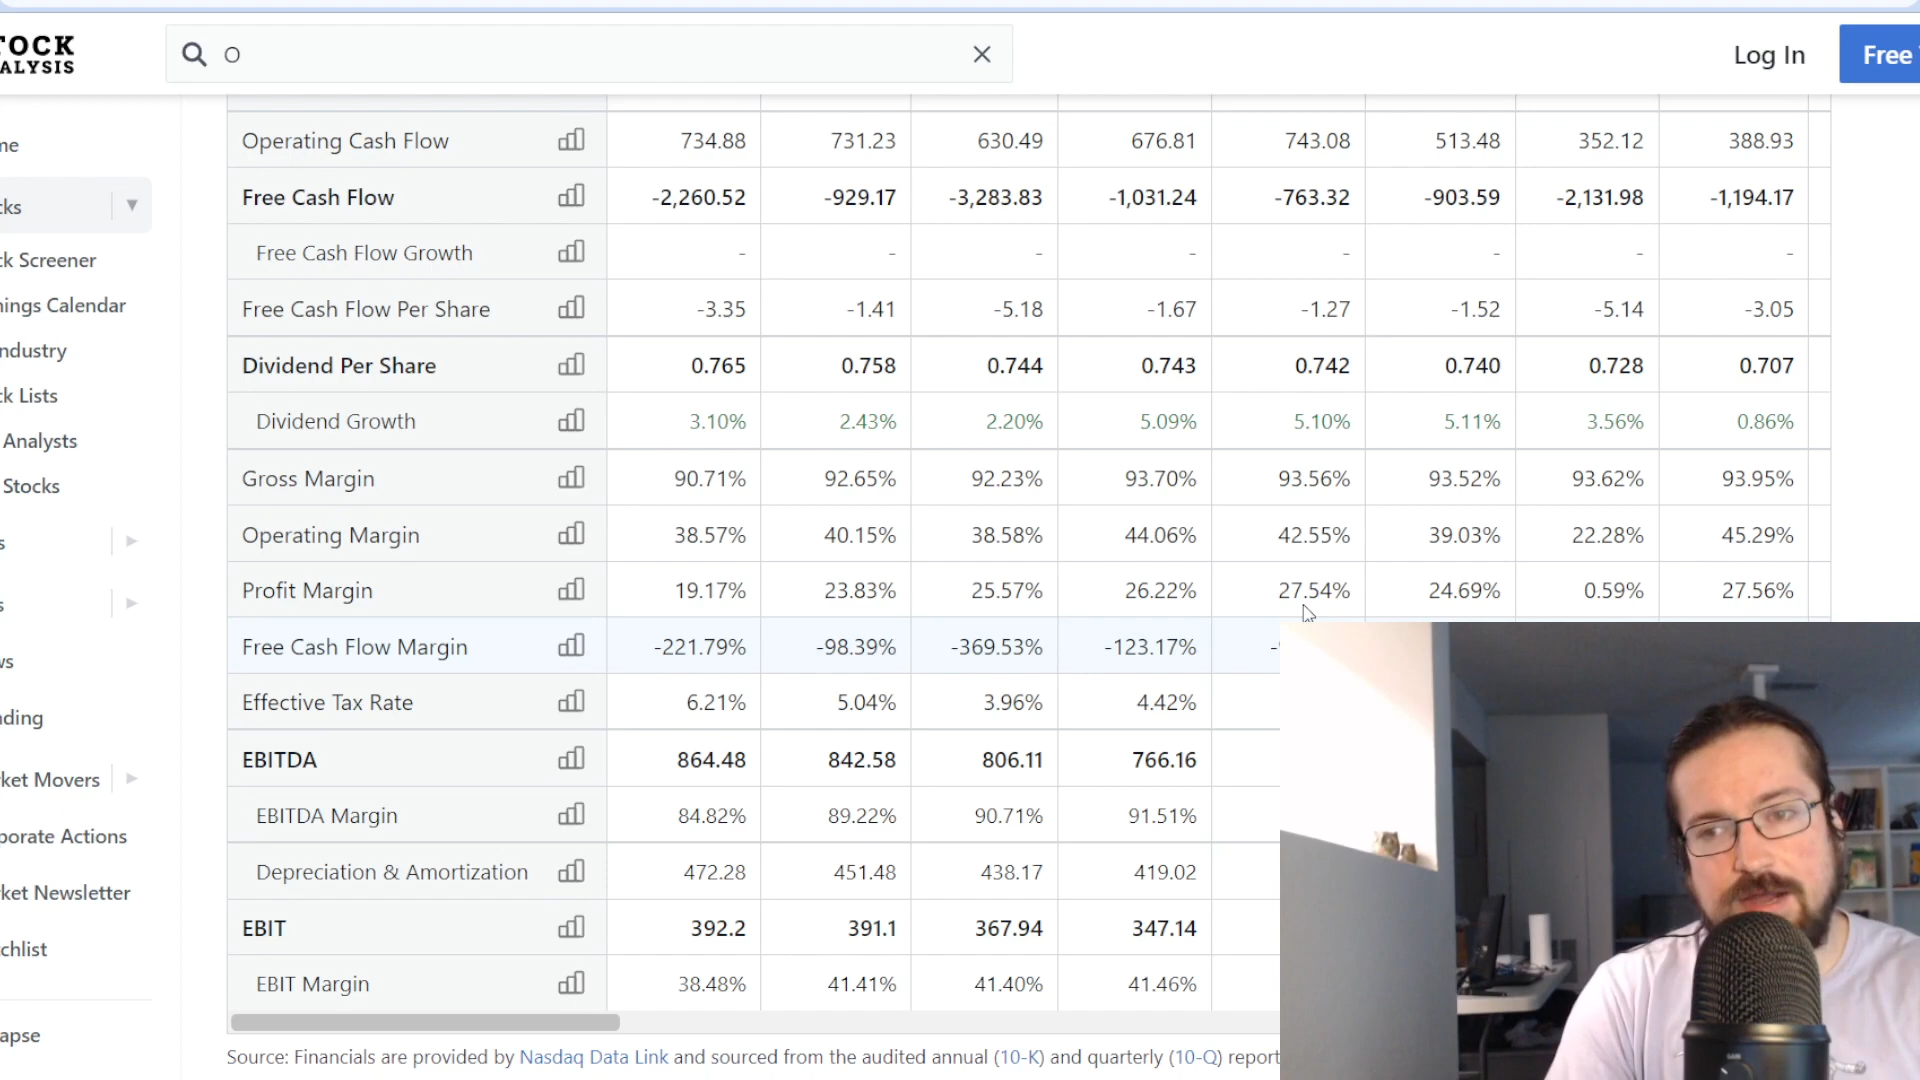 TOCK
ALYSIS
O
Log In
Free
me
cks
ck Screener
nings Calendar
ndustry
ck Lists
Analysts
Stocks
s
s
ws
nding
ket Movers
porate Actions
ket Newsletter
chlist
apse
Operating Cash Flow 734.88 731.23 630.49 676.81 743.08 513.48 352.12 388.93
Free Cash Flow -2,260.52 -929.17 -3,283.83 -1,031.24 -763.32 -903.59 -2,131.98 -1,194.17
Free Cash Flow Growth - - - - - - - -
Free Cash Flow Per Share -3.35 -1.41 -5.18 -1.67 -1.27 -1.52 -5.14 -3.05
Dividend Per Share 0.765 0.758 0.744 0.743 0.742 0.740 0.728 0.707
Dividend Growth 3.10% 2.43% 2.20% 5.09% 5.10% 5.11% 3.56% 0.86%
Gross Margin 90.71% 92.65% 92.23% 93.70% 93.56% 93.52% 93.62% 93.95%
Operating Margin 38.57% 40.15% 38.58% 44.06% 42.55% 39.03% 22.28% 45.29%
Profit Margin 19.17% 23.83% 25.57% 26.22% 27.54% 24.69% 0.59% 27.56%
Free Cash Flow Margin -221.79% -98.39% -369.53% -123.17% -
Effective Tax Rate 6.21% 5.04% 3.96% 4.42%
EBITDA 864.48 842.58 806.11 766.16
EBITDA Margin 84.82% 89.22% 90.71% 91.51%
Depreciation & Amortization 472.28 451.48 438.17 419.02
EBIT 392.2 391.1 367.94 347.14
EBIT Margin 38.48% 41.41% 41.40% 41.46%
Source: Financials are provided by Nasdaq Data Link and sourced from the audited annual (10-K) and quarterly (10-Q) report